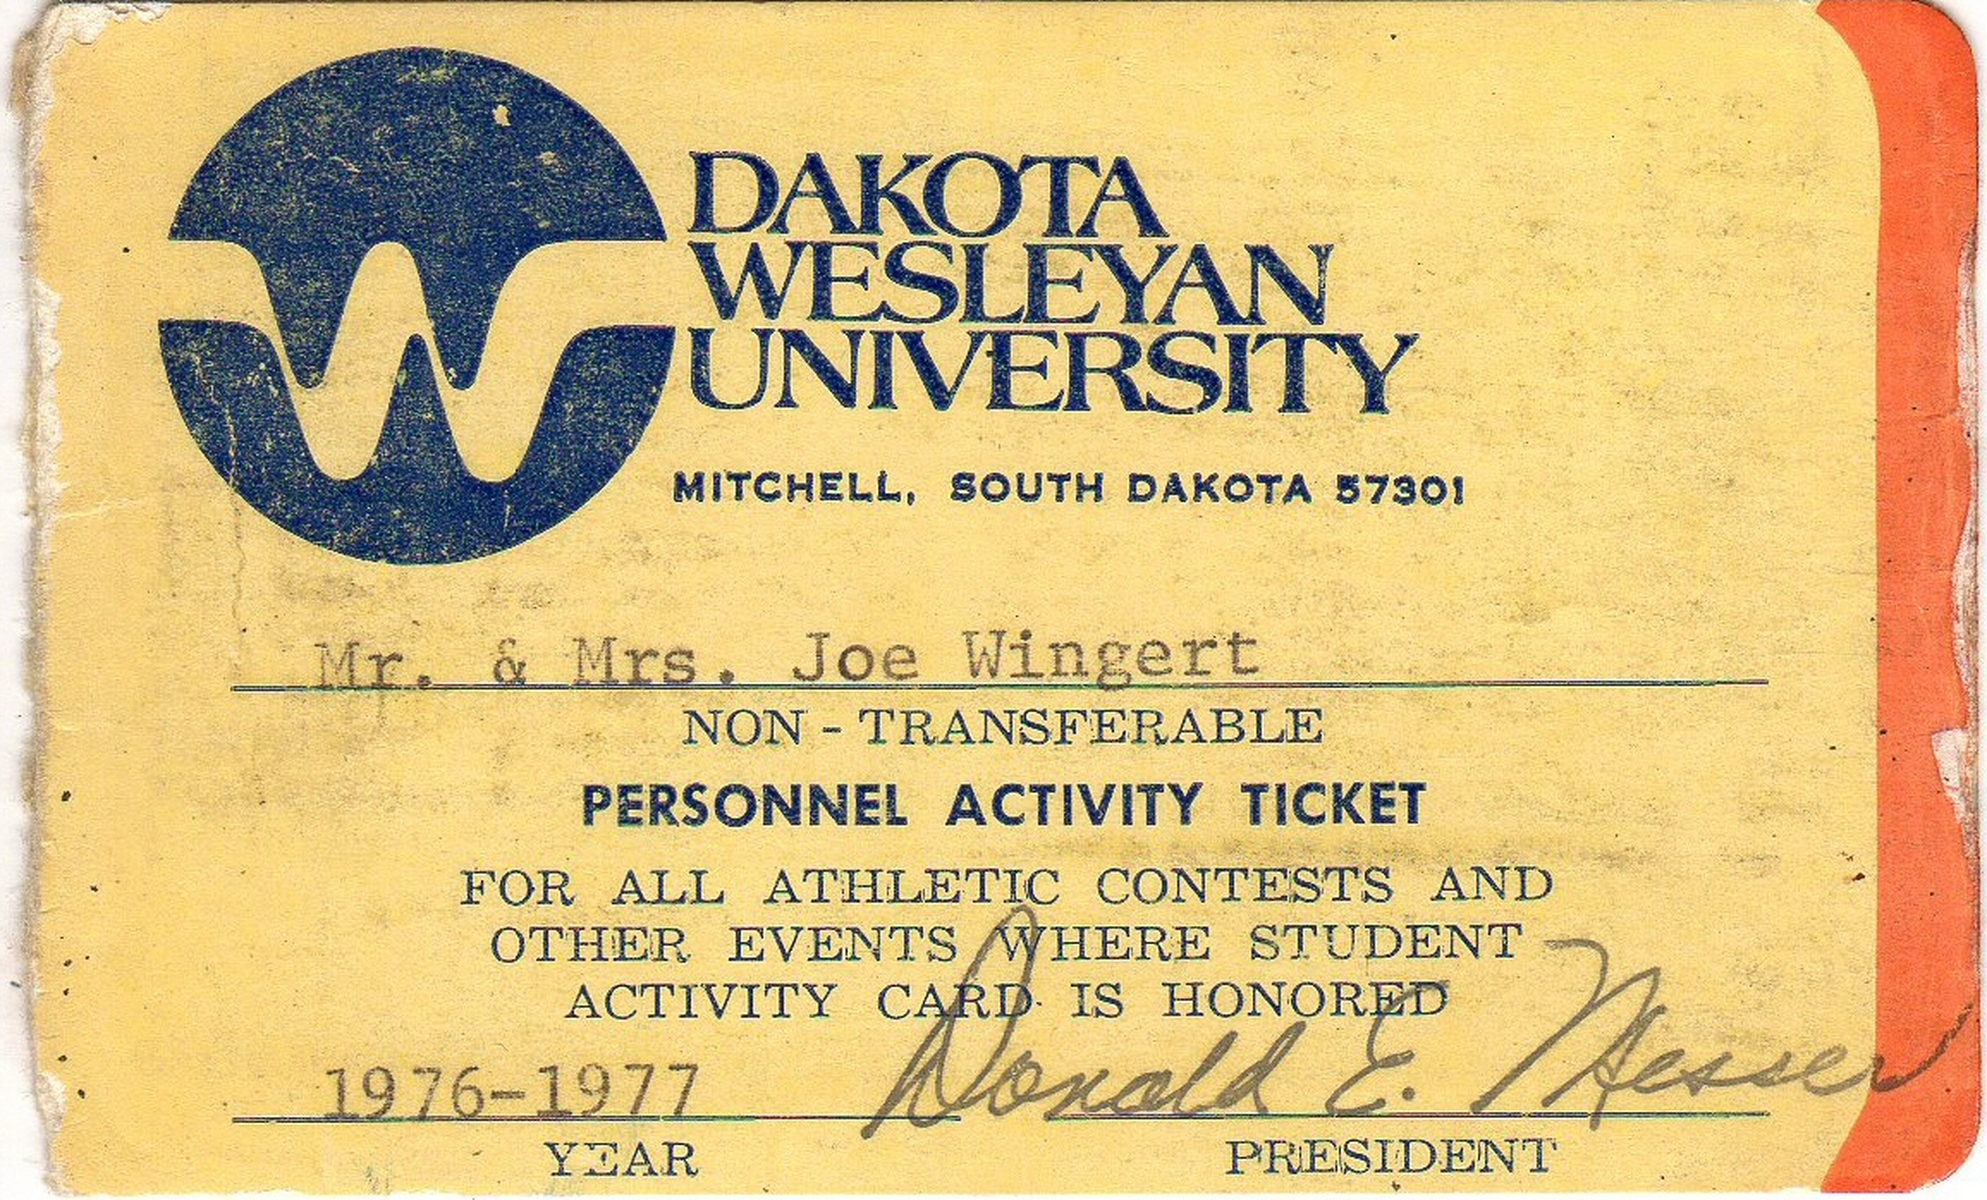 DAKOTA
WESLEYAN
UNIVERSITY
MITCHELL, SOUTH DAKOTA 57301
Mr. & Mrs. Joe Wingert
NON-TRANSFERABLE
PERSONNEL ACTIVITY TICKET
FOR ALL ATHLETIC CONTESTS AND
OTHER EVENTS WHERE STUDENT
ACTIVITY CARD IS HONORED
1976-1977 Donald E. Messer
YEAR PRESIDENT